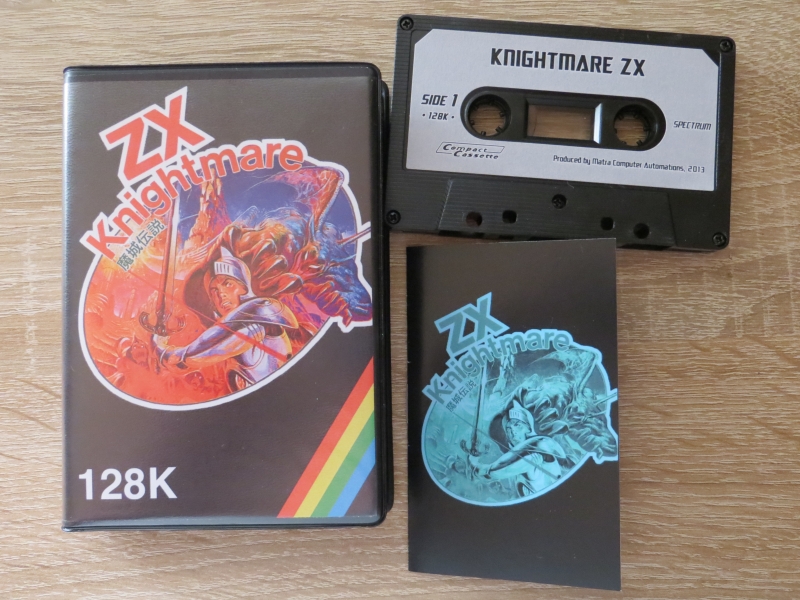 ZX
Knightmare
魔城伝説
128K
KNIGHTMARE ZX
SIDE 1
• 128K •
SPECTRUM
Compact
Cassette
Produced by Matra Computer Automations, 2013
ZX
Knightmare
魔城伝説